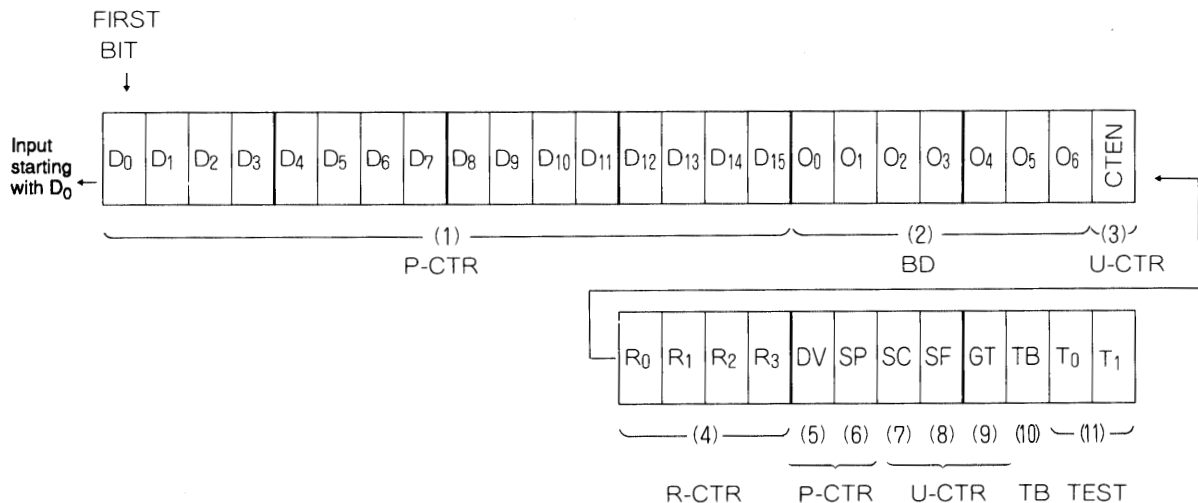 FIRST
BIT
Input
starting
with D0
D0 D1 D2 D3 D4 D5 D6 D7 D8 D9 D10 D11 D12 D13 D14 D15 O0 O1 O2 O3 O4 O5 O6 CTEN
(1) (2) (3)
P-CTR BD U-CTR
R0 R1 R2 R3 DV SP SC SF GT TB T0 T1
(4) (5) (6) (7) (8) (9) (10) (11)
R-CTR P-CTR U-CTR TB TEST